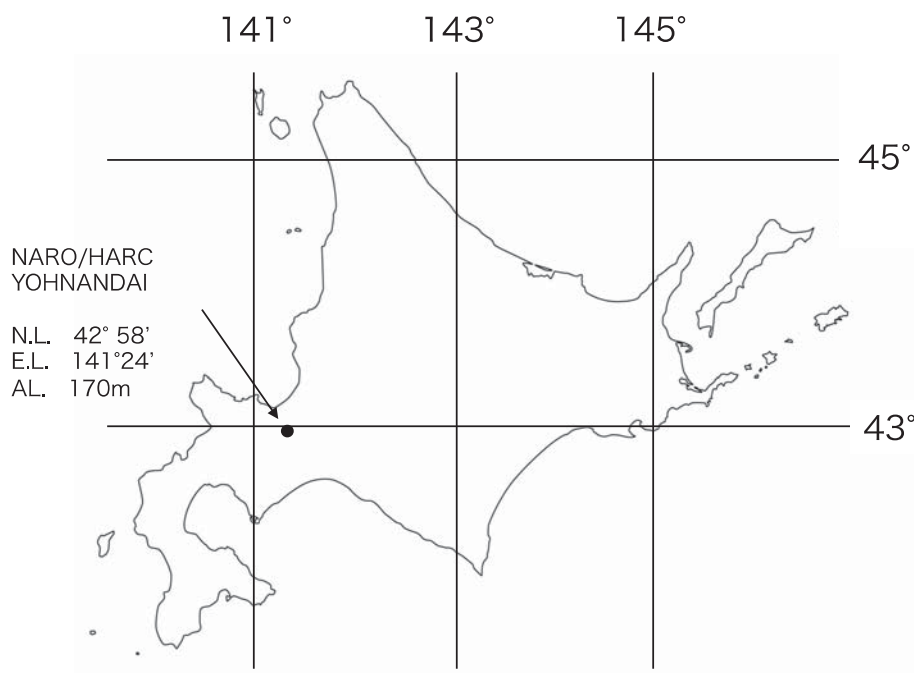 141° 143° 145°
45°
NARO/HARC
YOHNANDAI
N.L. 42° 58'
E.L. 141°24'
AL. 170m
43°